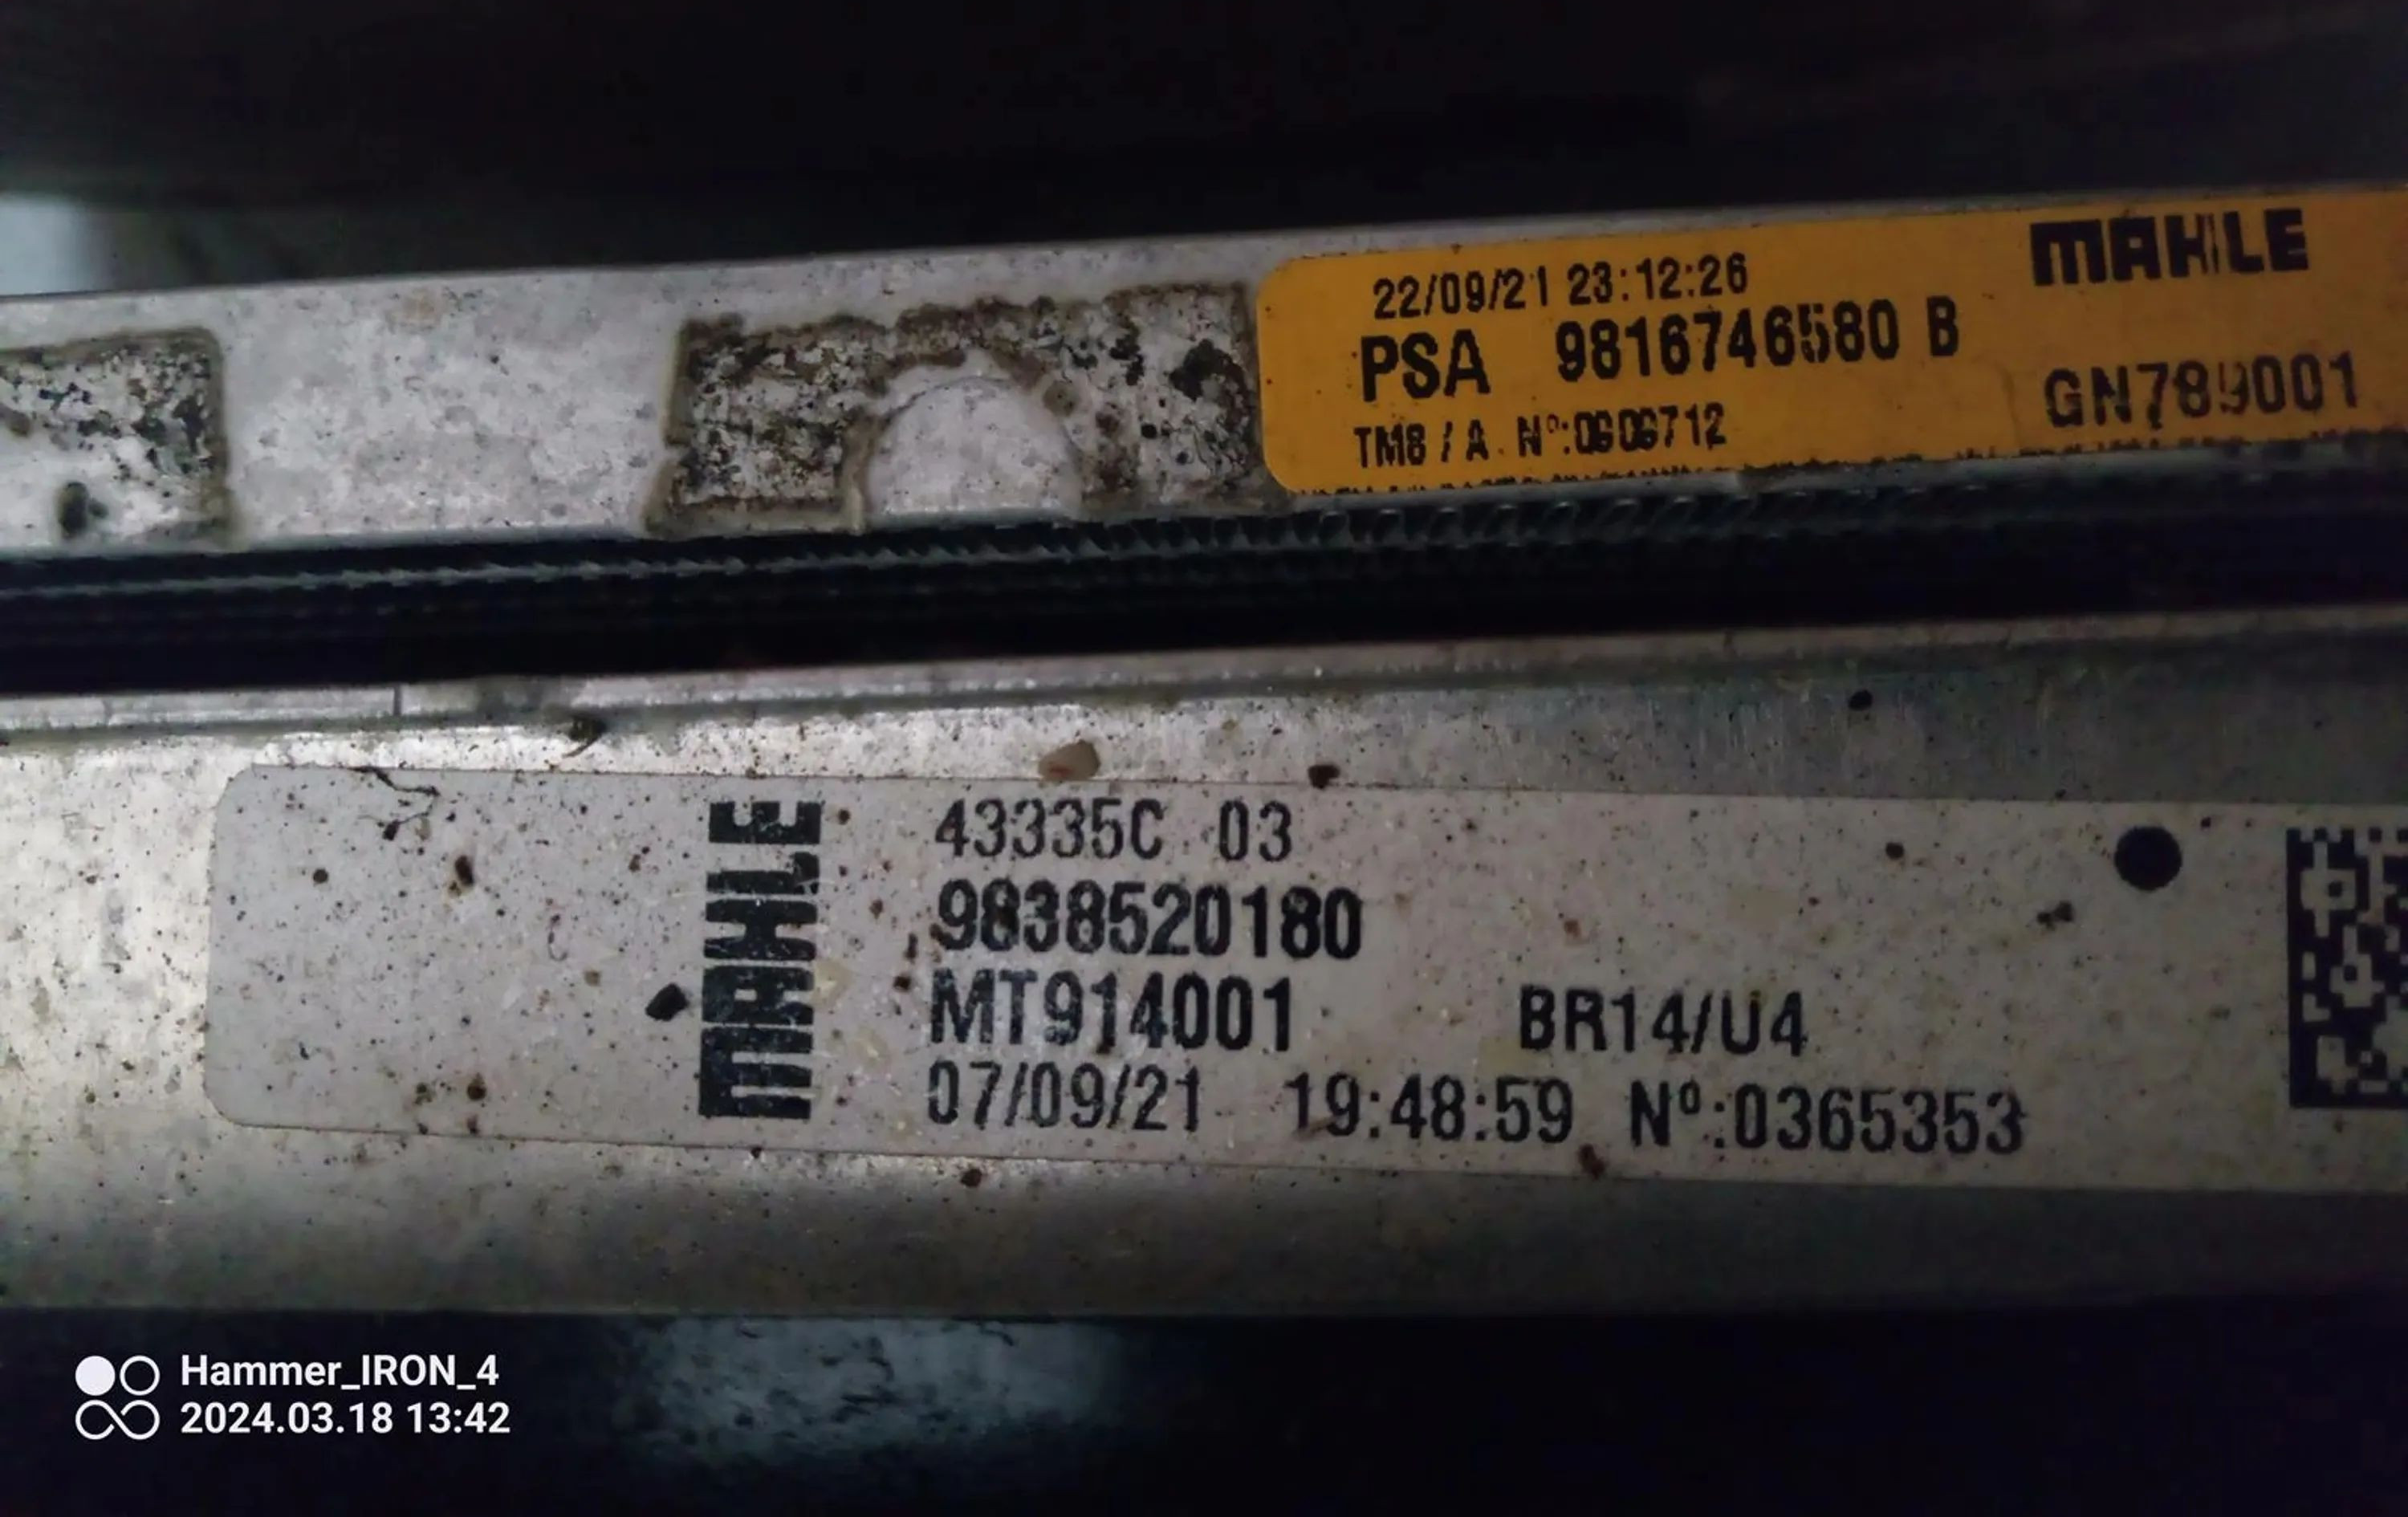 22/09/21 23:12:26
MAHLE
PSA 9816746580 B
GN789001
TM8 / A N°:0606712
MAHLE
43335C 03
9838520180
MT914001 BR14/U4
07/09/21 19:48:59 Nº:0365353
Hammer_IRON_4
2024.03.18 13:42